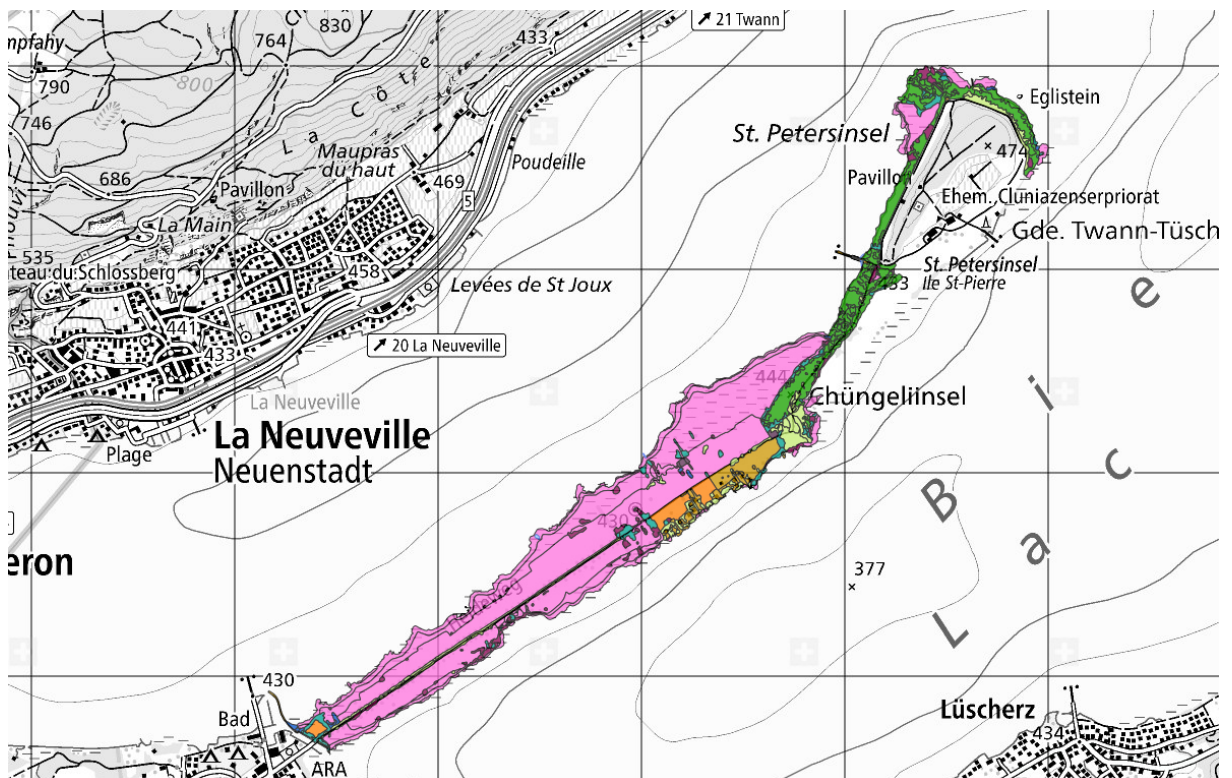 ↗ 21 Twann
830
764
433
mpfahy
790
800
La Côte
746
Eglistein
St. Petersinsel
Maupras
du haut
Poudeille
474
686
Pavillon
469
Pavillon
5
Ehem. Cluniazenserpriorat
La Main
Gde. Twann-Tüsch
535
458
St. Petersinsel
Ile St-Pierre
teau du Schlossberg
Levées de St Joux
433
441
433
↗ 20 La Neuveville
444
La Neuveville
Chüngeliinsel
La Neuveville
Neuenstadt
Plage
430
eron
377
Lac
Bie
430
Bad
Lüscherz
434
ARA